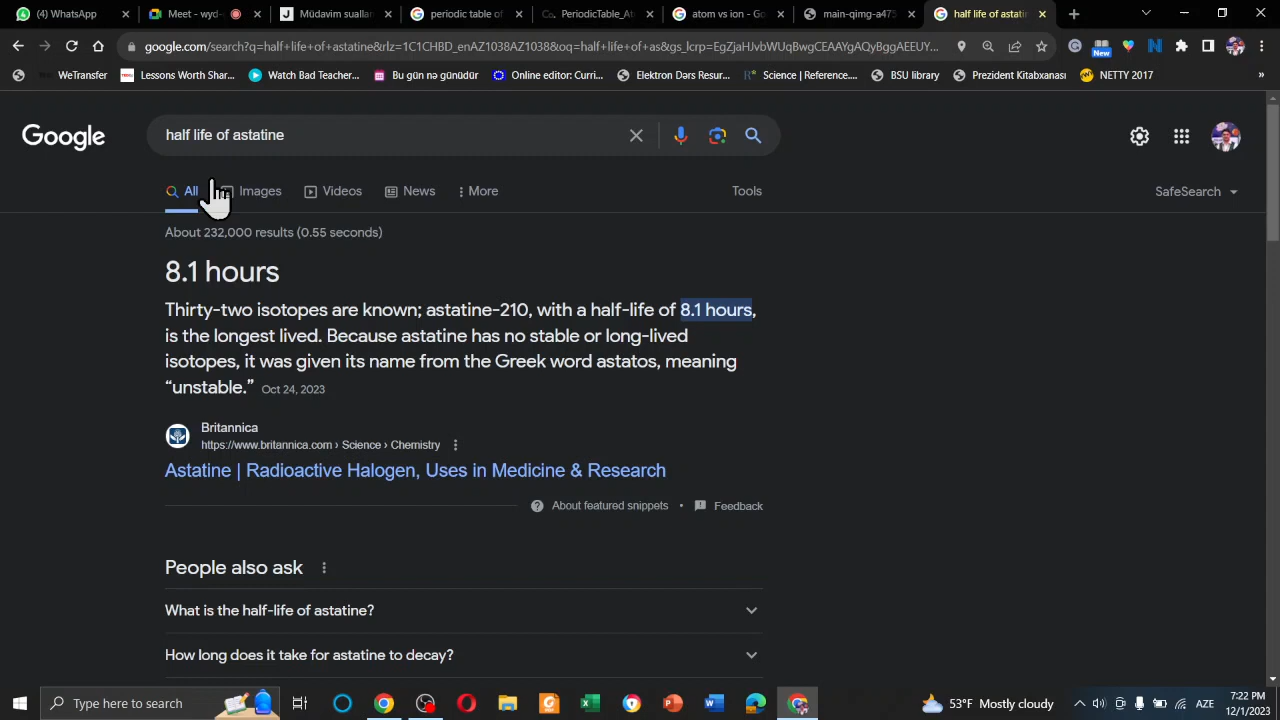 (4) WhatsApp
Meet - wyd-
Müdavim sualları
periodic table of
PeriodicTable_At
atom vs ion - Goo
main-qimg-a475
half life of astatin
google.com/search?q=half+life+of+astatine&rlz=1C1CHBD_enAZ1038AZ1038&oq=half+life+of+as&gs_lcrp=EgZjaHJvbWUqBwgCEAAYgAQyBggAEEUY...
New
WeTransfer
Lessons Worth Shar...
Watch Bad Teacher...
Bu gün nə günüdür
Online emtir: Curri...
Elektron Dərs Resur...
Science | Reference....
BSU library
Prezident Kitabxanası
NETTY 2017
Google
half life of astatine
All
Images
Videos
News
More
Tools
SafeSearch
About 232,000 results (0.55 seconds)
8.1 hours
Thirty-two isotopes are known; astatine-210, with a half-life of 8.1 hours,
is the longest lived. Because astatine has no stable or long-lived
isotopes, it was given its name from the Greek word astatos, meaning
“unstable.” Oct 24, 2023
Britannica
https://www.britannica.com › Science › Chemistry
Astatine | Radioactive Halogen, Uses in Medicine & Research
About featured snippets • Feedback
People also ask
What is the half-life of astatine?
How long does it take for astatine to decay?
Type here to search
53°F Mostly cloudy
AZE
7:22 PM
12/1/2023